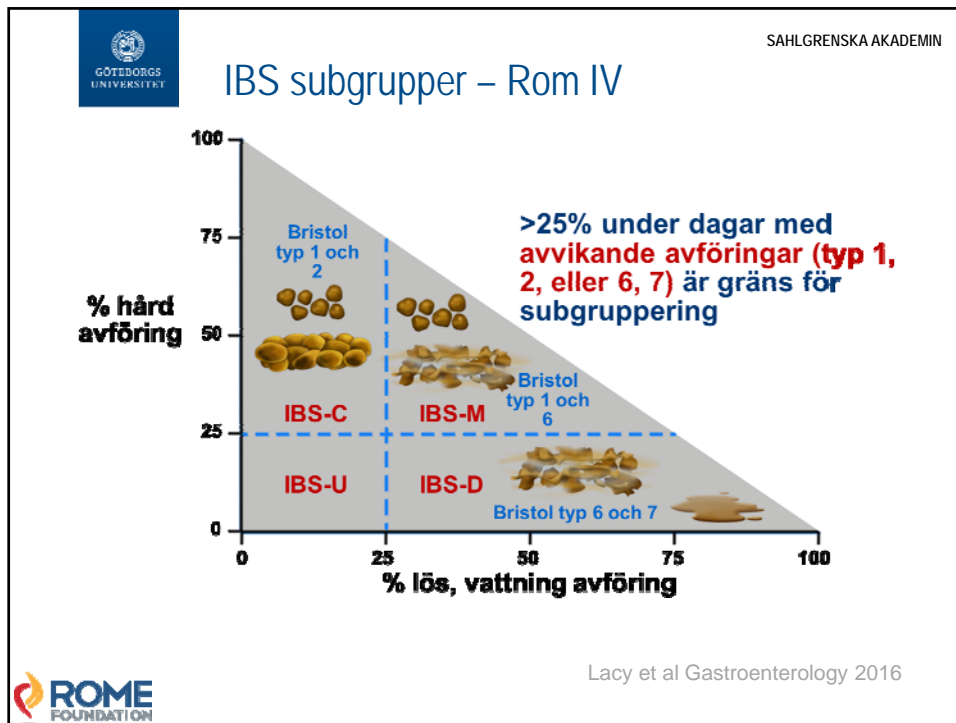 SAHLGRENSKA AKADEMIN
GÖTEBORGS
UNIVERSITET
IBS subgrupper – Rom IV
100
75
50
25
0
% hård
avföring
Bristol
typ 1 och
2
>25% under dagar med
avvikande avföringar (typ 1,
2, eller 6, 7) är gräns för
subgruppering
Bristol
typ 1 och
6
IBS-C
IBS-M
IBS-U
IBS-D
Bristol typ 6 och 7
0
25
50
75
100
% lös, vattning avföring
Lacy et al Gastroenterology 2016
ROME
FOUNDATION